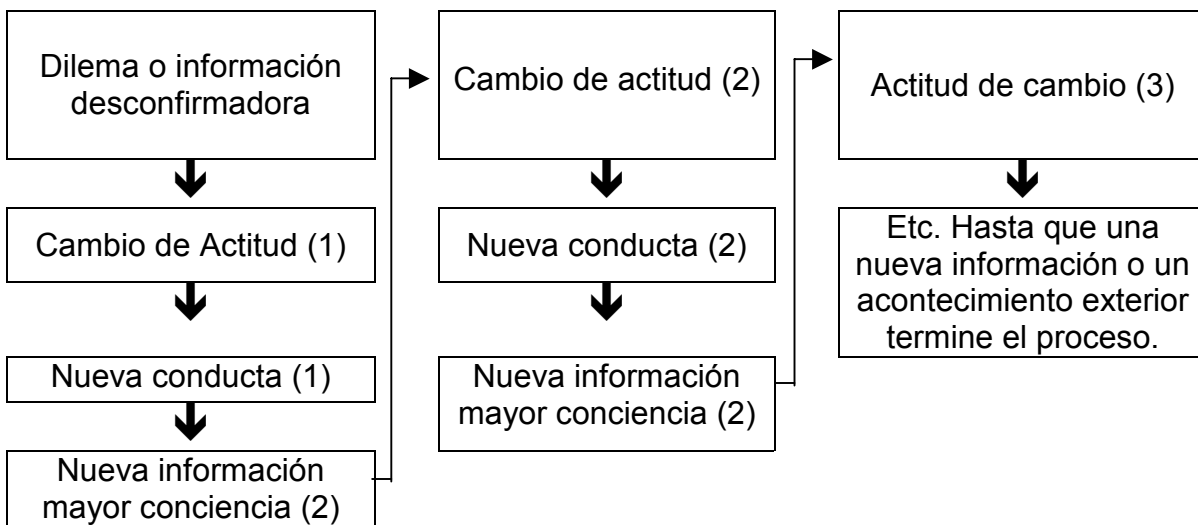 Dilema o información
desconfirmadora
Cambio de Actitud (1)
Nueva conducta (1)
Nueva información
mayor conciencia (2)
Cambio de actitud (2)
Nueva conducta (2)
Nueva información
mayor conciencia (2)
Actitud de cambio (3)
Etc. Hasta que una
nueva información o un
acontecimiento exterior
termine el proceso.